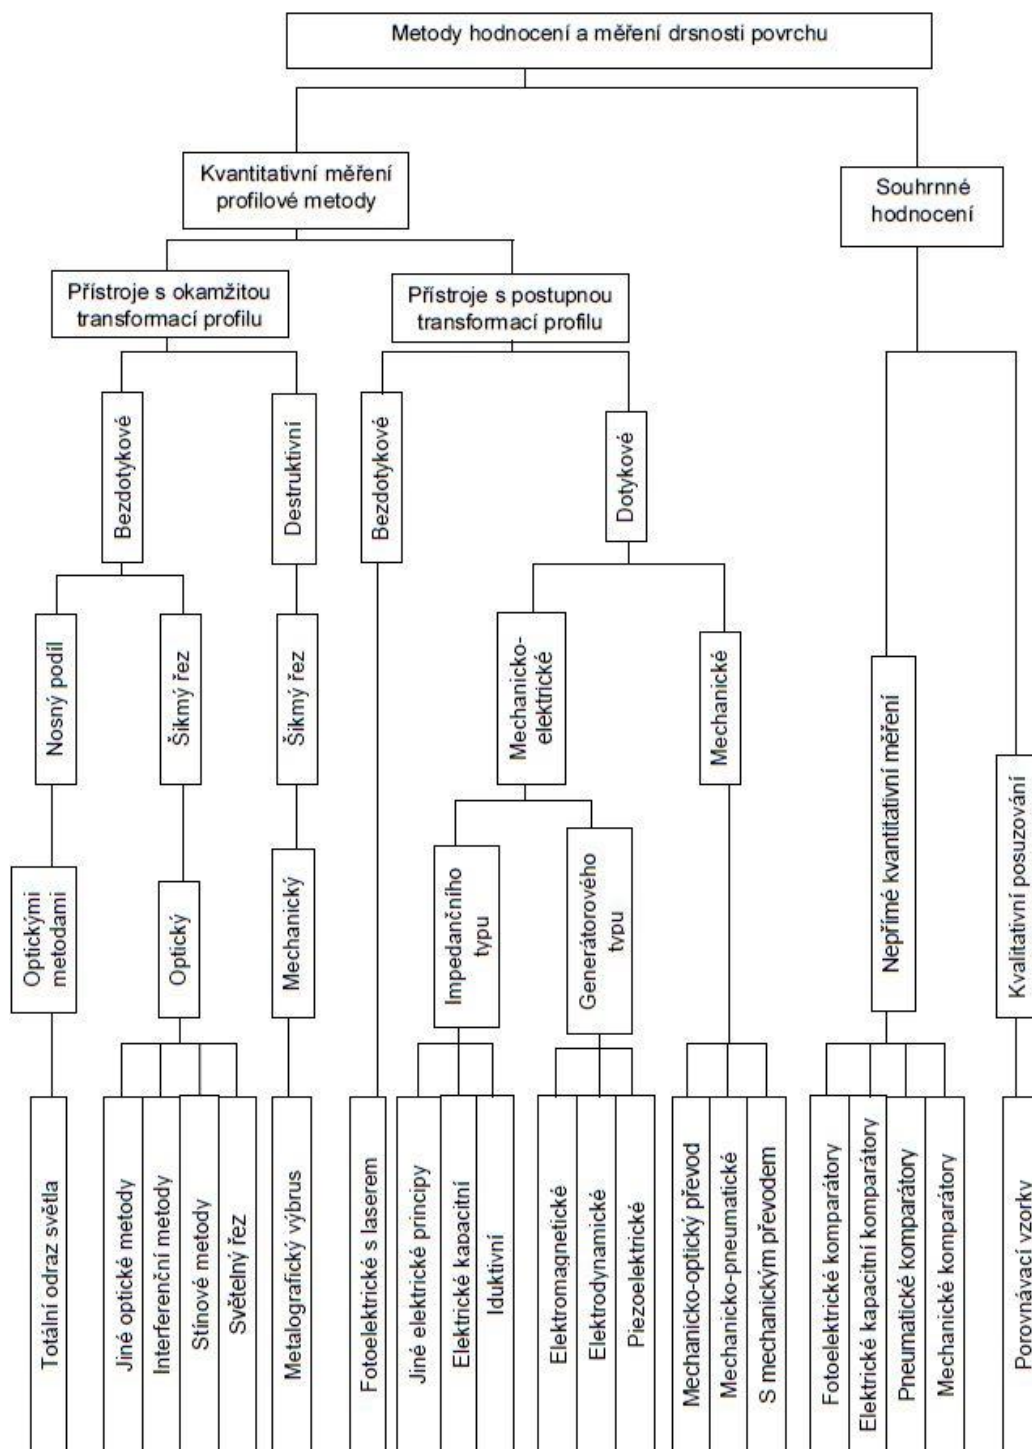 Metody hodnocení a měření drsnosti povrchu
Kvantitativní měření
profilové metody
Souhrnné
hodnocení
Přístroje s okamžitou
transformací profilu
Přístroje s postupnou
transformací profilu
Bezdotykové
Destruktivní
Bezdotykové
Dotykové
Nosný podíl
Šikmý řez
Šikmý řez
Mechanicko-
elektrické
Mechanické
Nepřímé kvantitativní měření
Kvalitativní posuzování
Optickými
metodami
Optický
Mechanický
Impedančního
typu
Generátorového
typu
Totální odraz světla
Jiné optické metody
Interferenční metody
Stínové metody
Světelný řez
Metalografický výbrus
Fotoelektrické s laserem
Jiné elektrické principy
Elektrické kapacitní
Iduktivní
Elektromagnetické
Elektrodynamické
Piezoelektrické
Mechanicko-optický převod
Mechanicko-pneumatické
S mechanickým převodem
Fotoelektrické komparátory
Elektrické kapacitní komparátory
Pneumatické komparátory
Mechanické komparátory
Porovnávací vzorky